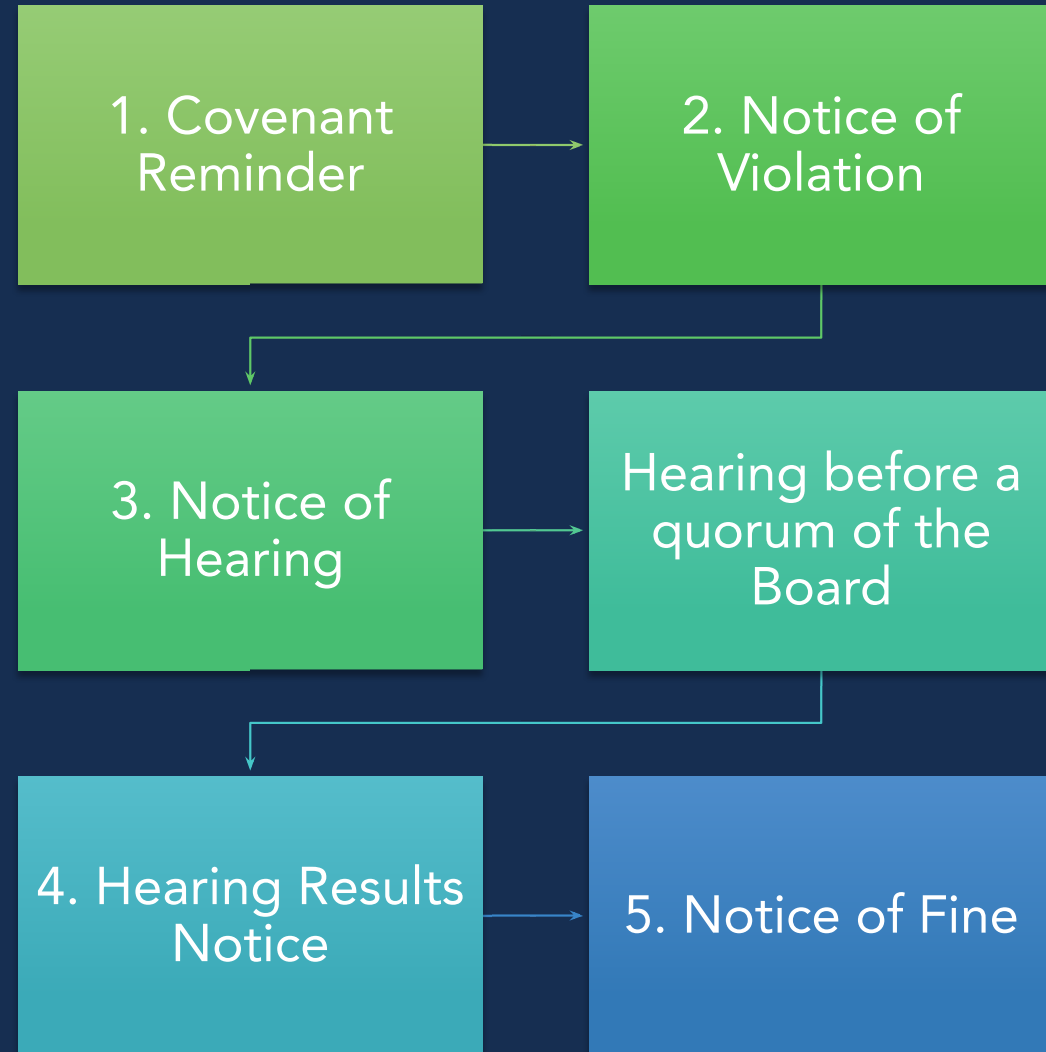 1. Covenant
Reminder
2. Notice of
Violation
3. Notice of
Hearing
Hearing before a
quorum of the
Board
4. Hearing Results
Notice
5. Notice of Fine